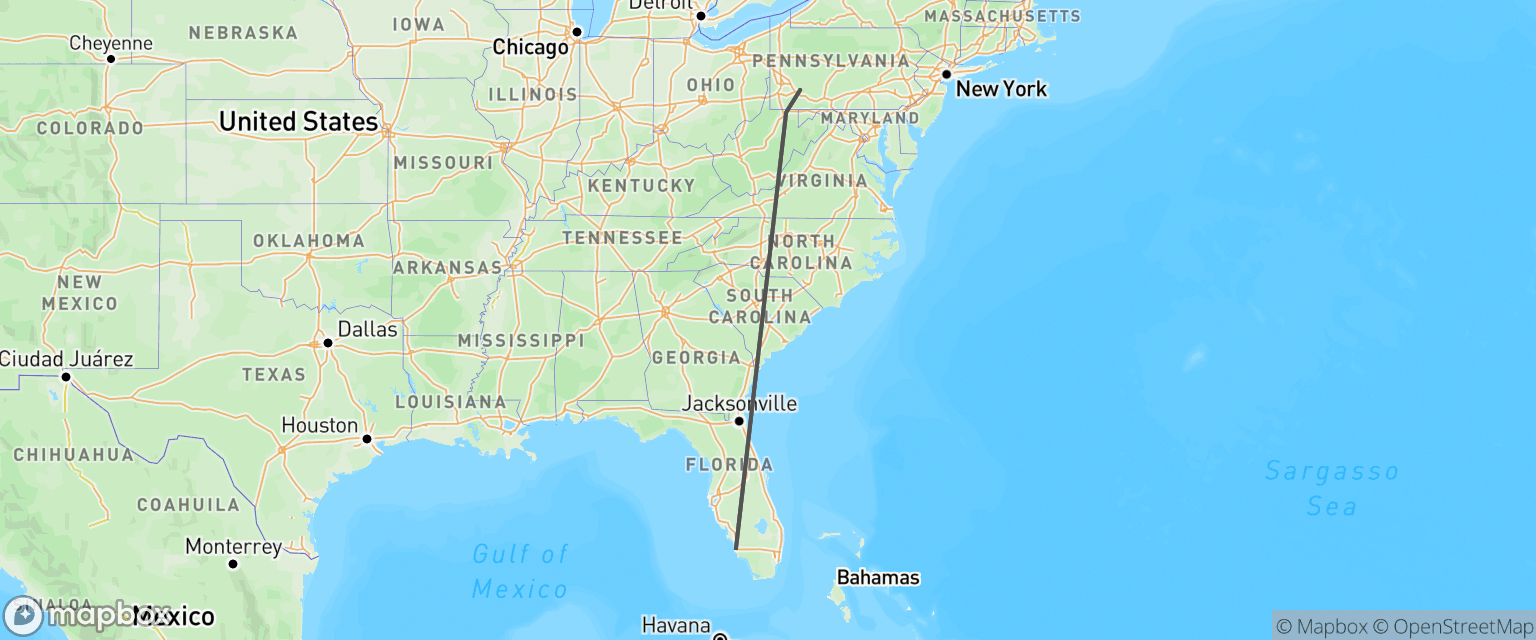 Detroit
MASSACHUSETTS
IOWA
NEBRASKA
Cheyenne
Chicago
PENNSYLVANIA
OHIO
ILLINOIS
New York
United States
COLORADO
MARYLAND
MISSOURI
KENTUCKY
VIRGINIA
TENNESSEE
OKLAHOMA
NORTH
CAROLINA
ARKANSAS
NEW
MEXICO
SOUTH
CAROLINA
Dallas
MISSISSIPPI
GEORGIA
Ciudad Juárez
TEXAS
LOUISIANA
Jacksonville
Houston
CHIHUAHUA
FLORIDA
Sargasso
Sea
COAHUILA
Monterrey
Gulf of
Mexico
Bahamas
SINALOA
mapbox
México
Havana
© Mapbox © OpenStreetMap